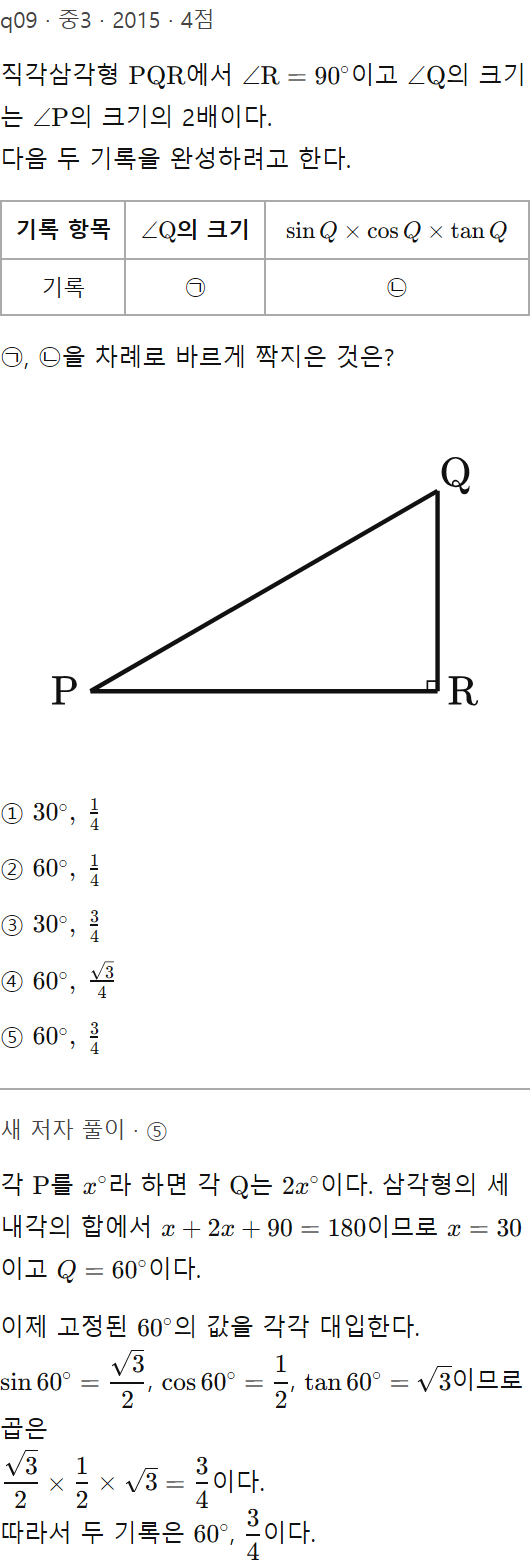 q09 · 중3 · 2015 · 4점
직각삼각형 PQR에서 ∠R = 90°이고 ∠Q의 크기
는 ∠P의 크기의 2배이다.
다음 두 기록을 완성하려고 한다.
기록 항목 ∠Q의 크기 sin Q × cos Q × tan Q
기록 ㉠ ㉡
㉠, ㉡을 차례로 바르게 짝지은 것은?
Q
P R
① 30°, 1/4
② 60°, 1/4
③ 30°, 3/4
④ 60°, √3/4
⑤ 60°, 3/4
새 저자 풀이 · ⑤
각 P를 x°라 하면 각 Q는 2x°이다. 삼각형의 세
내각의 합에서 x + 2x + 90 = 180이므로 x = 30
이고 Q = 60°이다.
이제 고정된 60°의 값을 각각 대입한다.
sin 60° = √3/2, cos 60° = 1/2, tan 60° = √3이므로
곱은
√3/2 × 1/2 × √3 = 3/4이다.
따라서 두 기록은 60°, 3/4이다.